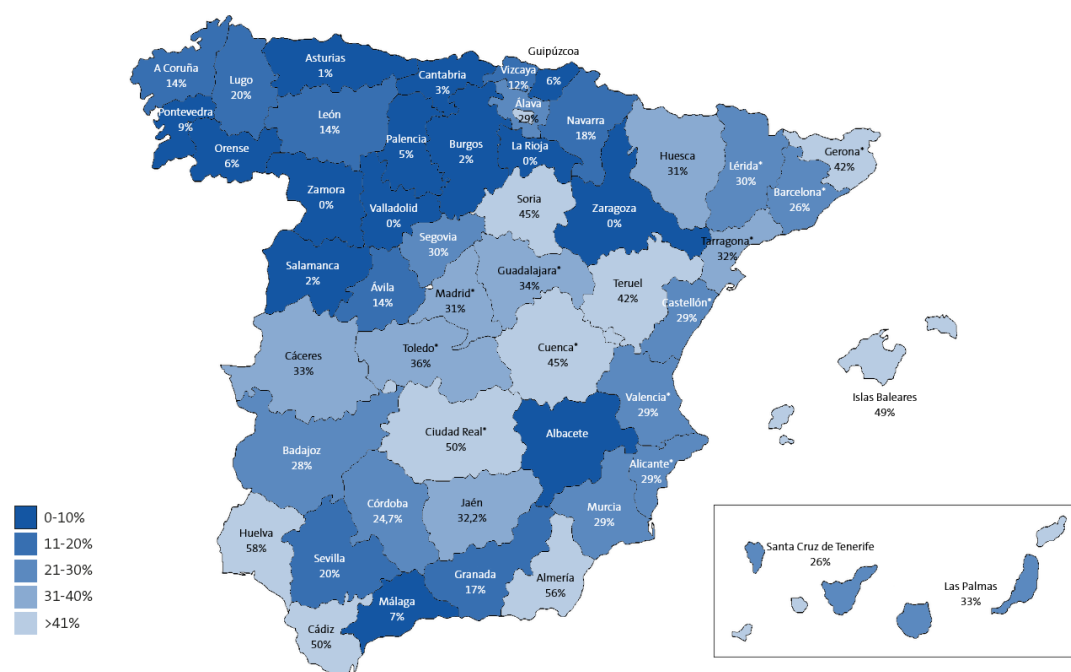 Guipúzcoa
6%
Asturias
1%
Cantabria
3%
Vizcaya
12%
A Coruña
14%
Lugo
20%
Álava
29%
Pontevedra
9%
León
14%
Navarra
18%
Palencia
5%
Burgos
2%
La Rioja
0%
Orense
6%
Huesca
31%
Lérida*
30%
Gerona*
42%
Barcelona*
26%
Zamora
0%
Valladolid
0%
Soria
45%
Zaragoza
0%
Segovia
30%
Tarragona*
32%
Salamanca
2%
Ávila
14%
Madrid*
31%
Guadalajara*
34%
Teruel
42%
Castellón*
29%
Cáceres
33%
Toledo*
36%
Cuenca*
45%
Islas Baleares
49%
Valencia*
29%
Ciudad Real*
50%
Albacete
Badajoz
28%
Alicante*
29%
Córdoba
24,7%
Jaén
32,2%
Murcia
29%
0-10%
11-20%
21-30%
31-40%
>41%
Huelva
58%
Sevilla
20%
Granada
17%
Almería
56%
Málaga
7%
Cádiz
50%
Santa Cruz de Tenerife
26%
Las Palmas
33%